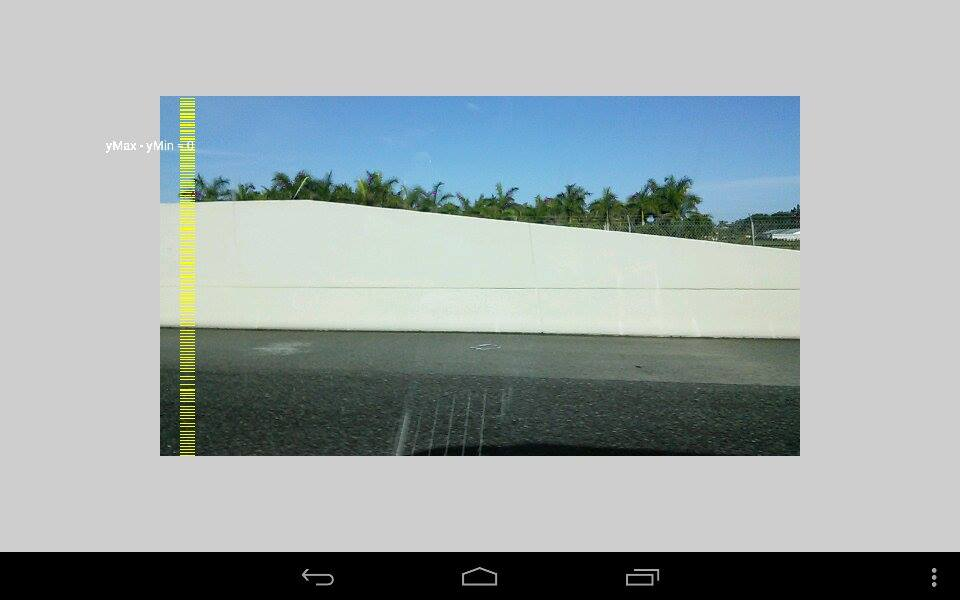 yMax - yMin = 0